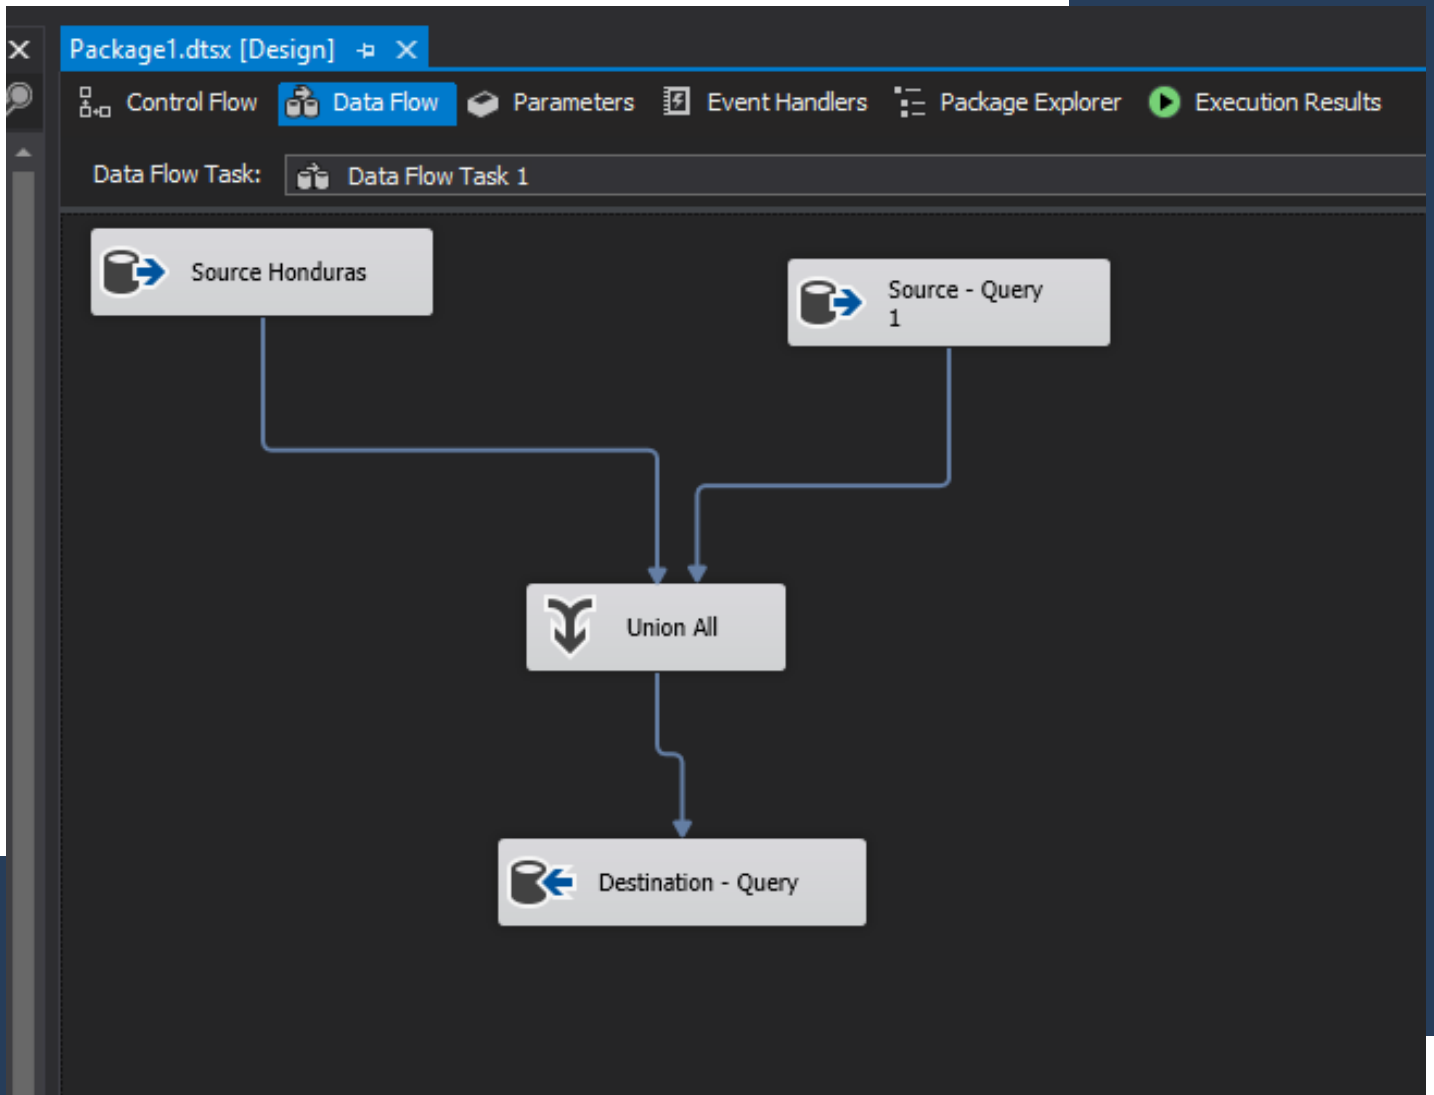 Package1.dtsx [Design]
Control Flow Data Flow Parameters Event Handlers Package Explorer Execution Results
Data Flow Task: Data Flow Task 1
Source Honduras
Source - Query
1
Union All
Destination - Query